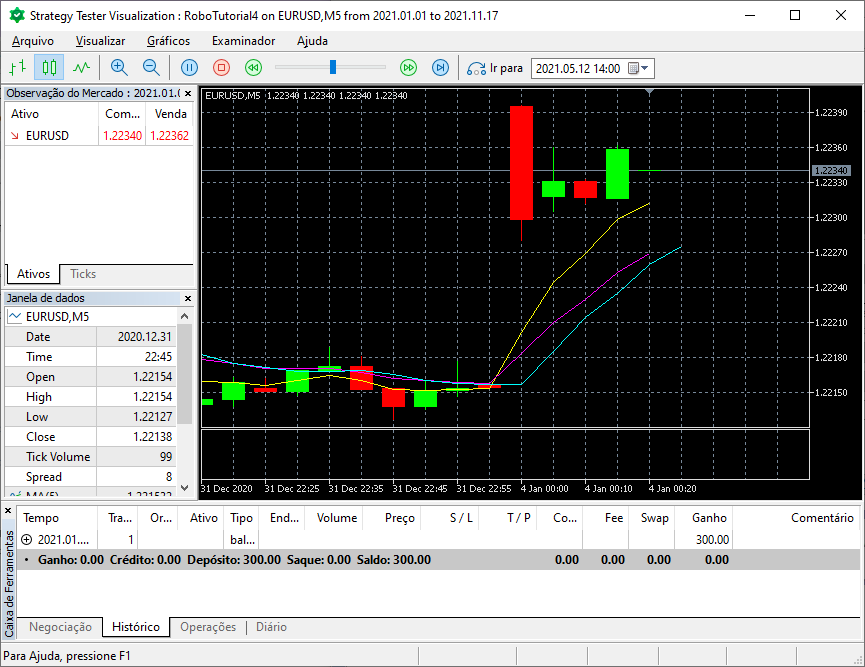 Strategy Tester Visualization : RoboTutorial4 on EURUSD,M5 from 2021.01.01 to 2021.11.17
Arquivo Visualizar Gráficos Examinador Ajuda
Ir para 2021.05.12 14:00
Observação do Mercado : 2021.01.0
Ativo Com... Venda
EURUSD 1.22340 1.22362
Ativos Ticks
Janela de dados
EURUSD,M5
Date 2020.12.31
Time 22:45
Open 1.22154
High 1.22154
Low 1.22127
Close 1.22138
Tick Volume 99
Spread 8
MA(5) 1.221532
EURUSD,M5 1.22340 1.22340 1.22340 1.22340
1.22390
1.22360
1.22340
1.22330
1.22300
1.22270
1.22240
1.22210
1.22180
1.22150
31 Dec 2020 31 Dec 22:25 31 Dec 22:35 31 Dec 22:45 31 Dec 22:55 4 Jan 00:00 4 Jan 00:10 4 Jan 00:20
Caixa de Ferramentas
Tempo Tra... Or... Ativo Tipo End... Volume Preço S / L T / P Co... Fee Swap Ganho Comentário
2021.01.... 1 bal... 300.00
Ganho: 0.00 Crédito: 0.00 Depósito: 300.00 Saque: 0.00 Saldo: 300.00 0.00 0.00 0.00 0.00
Negociação Histórico Operações Diário
Para Ajuda, pressione F1